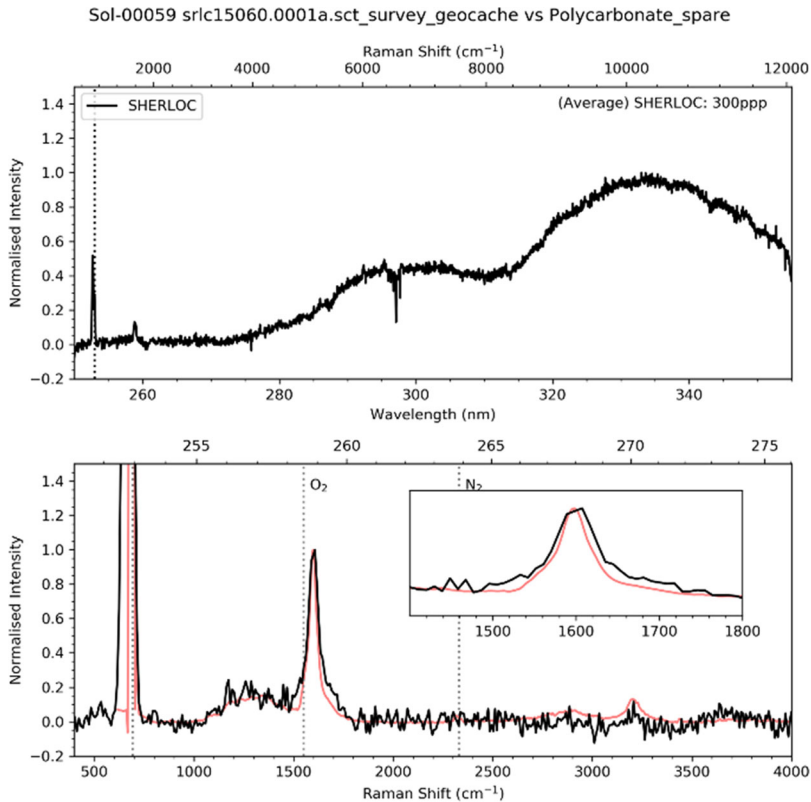 Sol-00059 srlc15060.0001a.sct_survey_geocache vs Polycarbonate_spare
Raman Shift (cm⁻¹)
2000 4000 6000 8000 10000 12000
SHERLOC
(Average) SHERLOC: 300ppp
Normalised Intensity
1.4
1.2
1.0
0.8
0.6
0.4
0.2
0.0
−0.2
260 280 300 320 340
Wavelength (nm)
255 260 265 270 275
O₂
N₂
Normalised Intensity
1.4
1.2
1.0
0.8
0.6
0.4
0.2
0.0
−0.2
1500 1600 1700 1800
500 1000 1500 2000 2500 3000 3500 4000
Raman Shift (cm⁻¹)